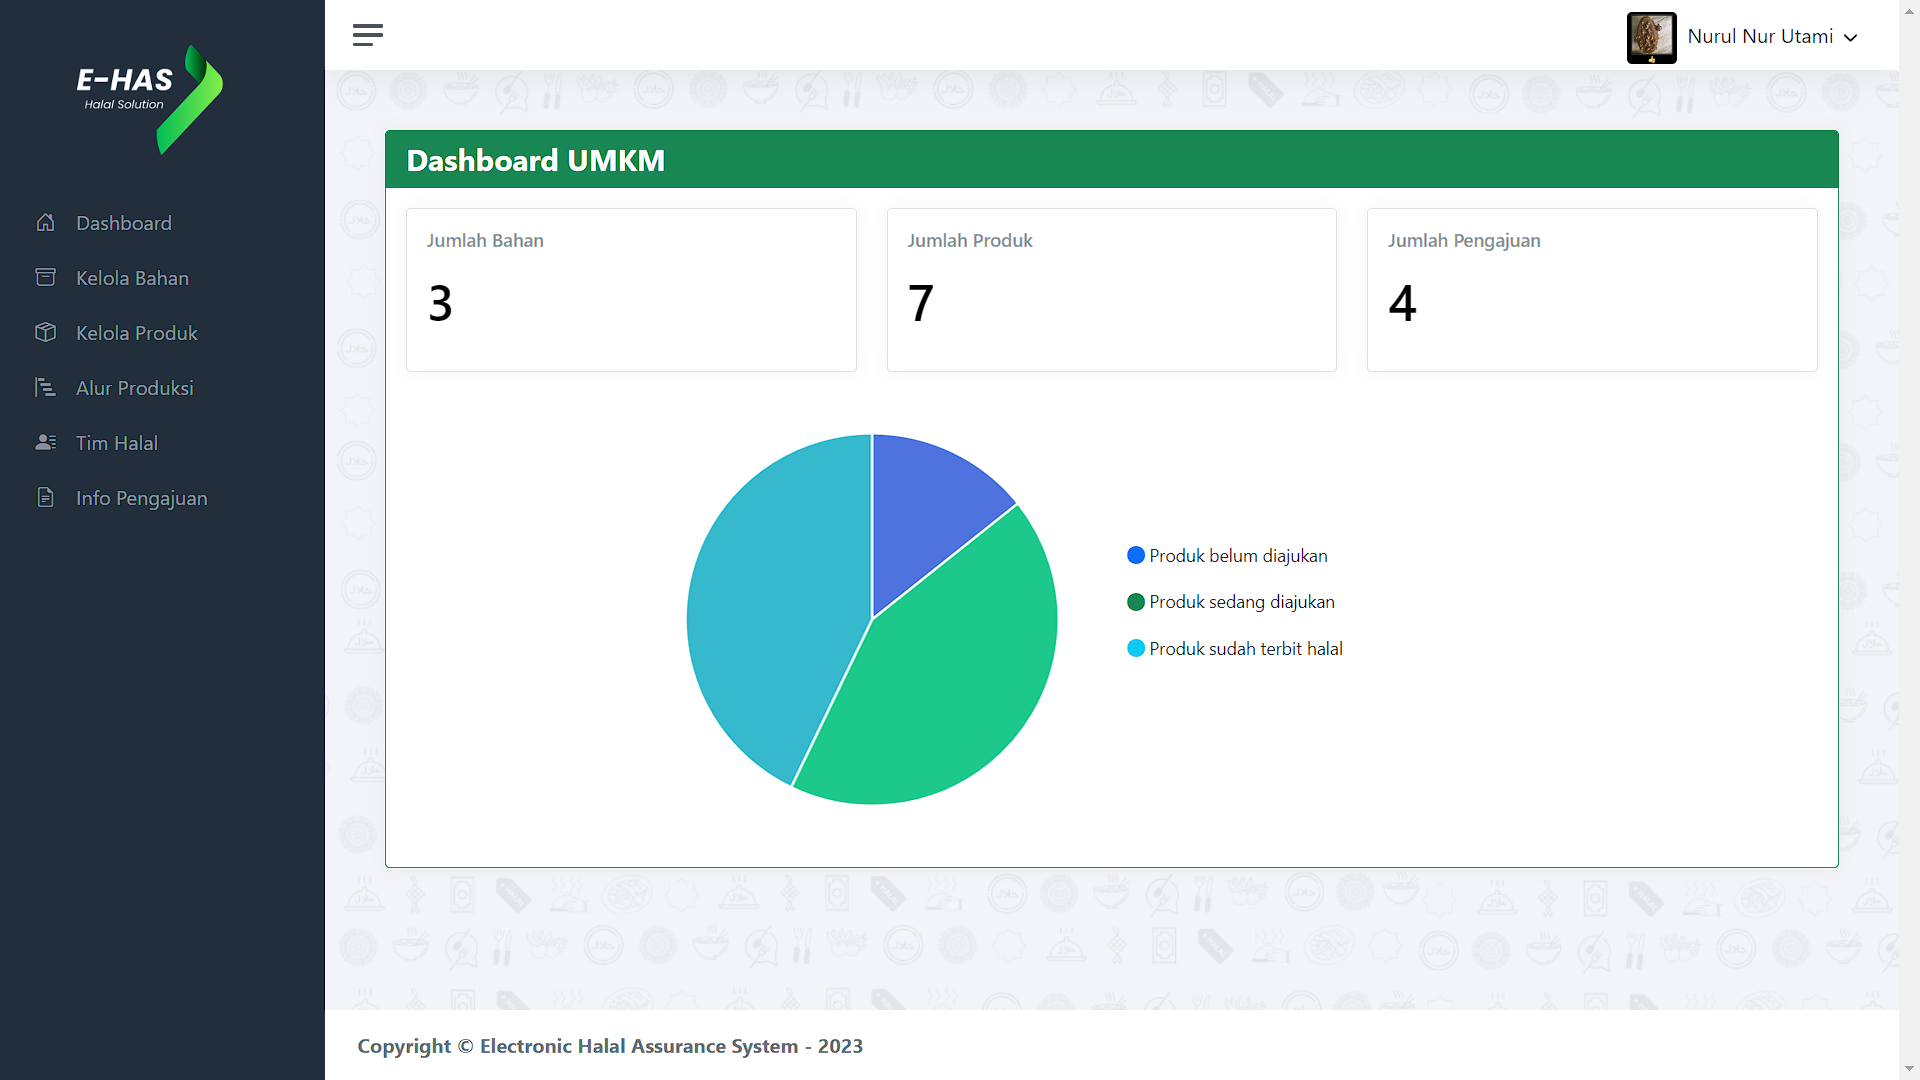 E-HAS
Halal Solution
Nurul Nur Utami
Dashboard
Kelola Bahan
Kelola Produk
Alur Produksi
Tim Halal
Info Pengajuan
Dashboard UMKM
Jumlah Bahan
3
Jumlah Produk
7
Jumlah Pengajuan
4
Produk belum diajukan
Produk sedang diajukan
Produk sudah terbit halal
Copyright © Electronic Halal Assurance System - 2023